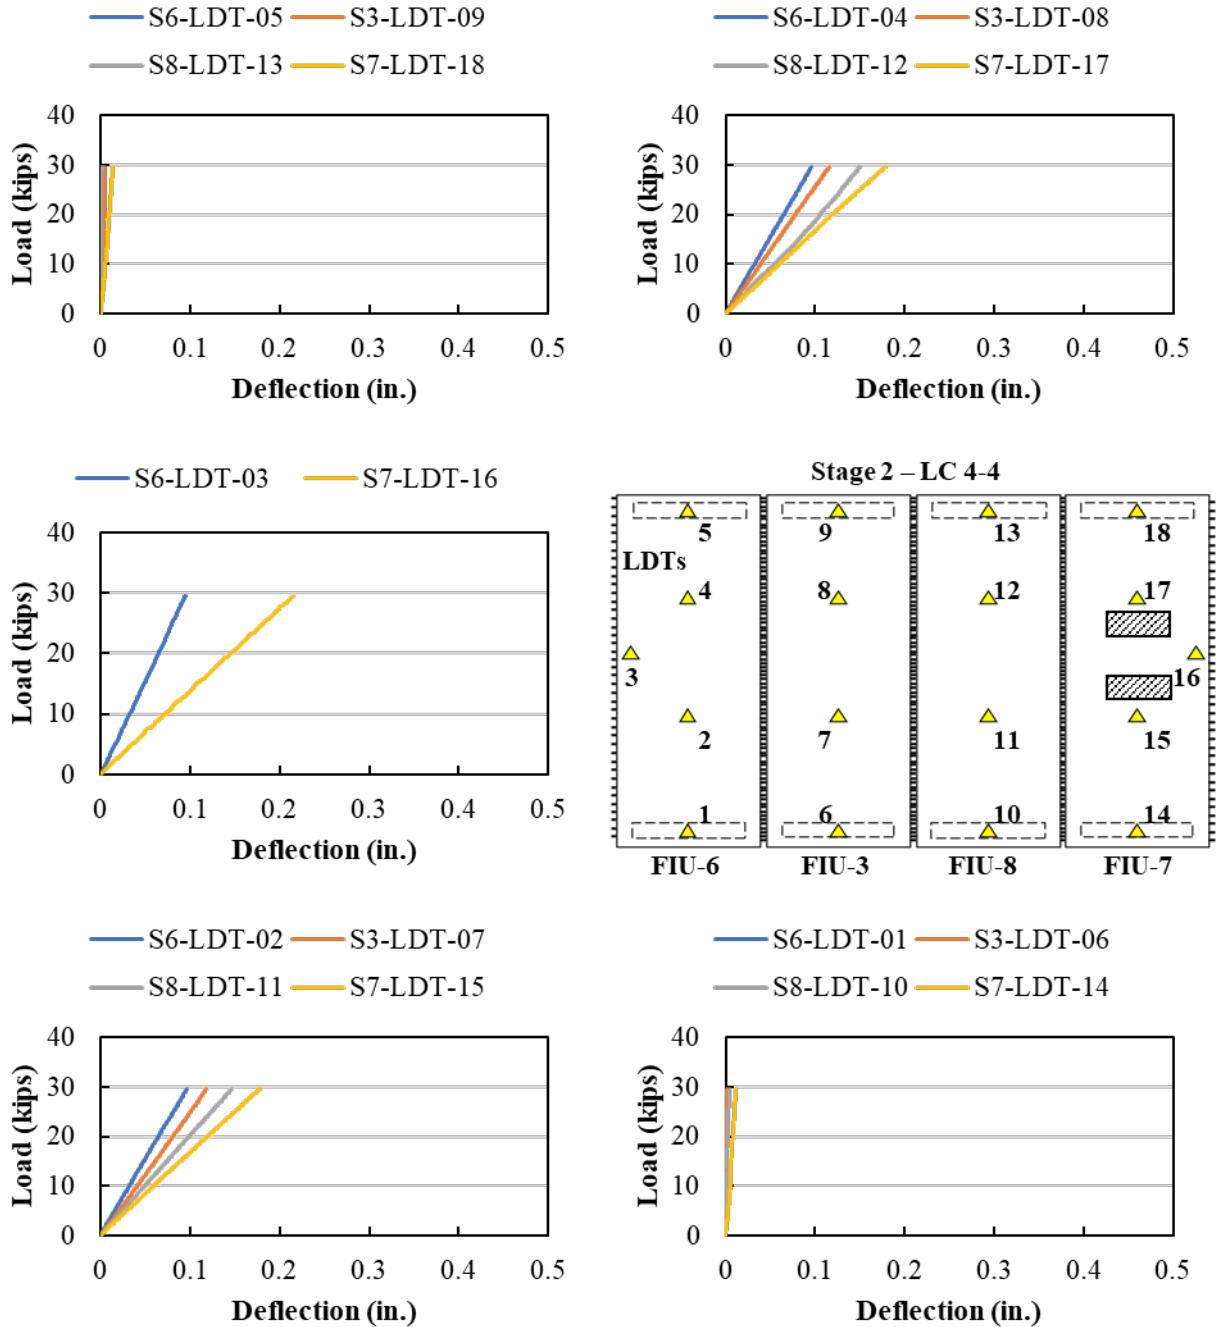 S6-LDT-05 S3-LDT-09
S8-LDT-13 S7-LDT-18
40
30
20
10
0
Load (kips)
0 0.1 0.2 0.3 0.4 0.5
Deflection (in.)
S6-LDT-04 S3-LDT-08
S8-LDT-12 S7-LDT-17
40
30
20
10
0
Load (kips)
0 0.1 0.2 0.3 0.4 0.5
Deflection (in.)
S6-LDT-03 S7-LDT-16
40
30
20
10
0
Load (kips)
0 0.1 0.2 0.3 0.4 0.5
Deflection (in.)
Stage 2 – LC 4-4
5 9 13 18
LDTs
4 8 12 17
3 16
2 7 11 15
1 6 10 14
FIU-6 FIU-3 FIU-8 FIU-7
S6-LDT-02 S3-LDT-07
S8-LDT-11 S7-LDT-15
40
30
20
10
0
Load (kips)
0 0.1 0.2 0.3 0.4 0.5
Deflection (in.)
S6-LDT-01 S3-LDT-06
S8-LDT-10 S7-LDT-14
40
30
20
10
0
Load (kips)
0 0.1 0.2 0.3 0.4 0.5
Deflection (in.)